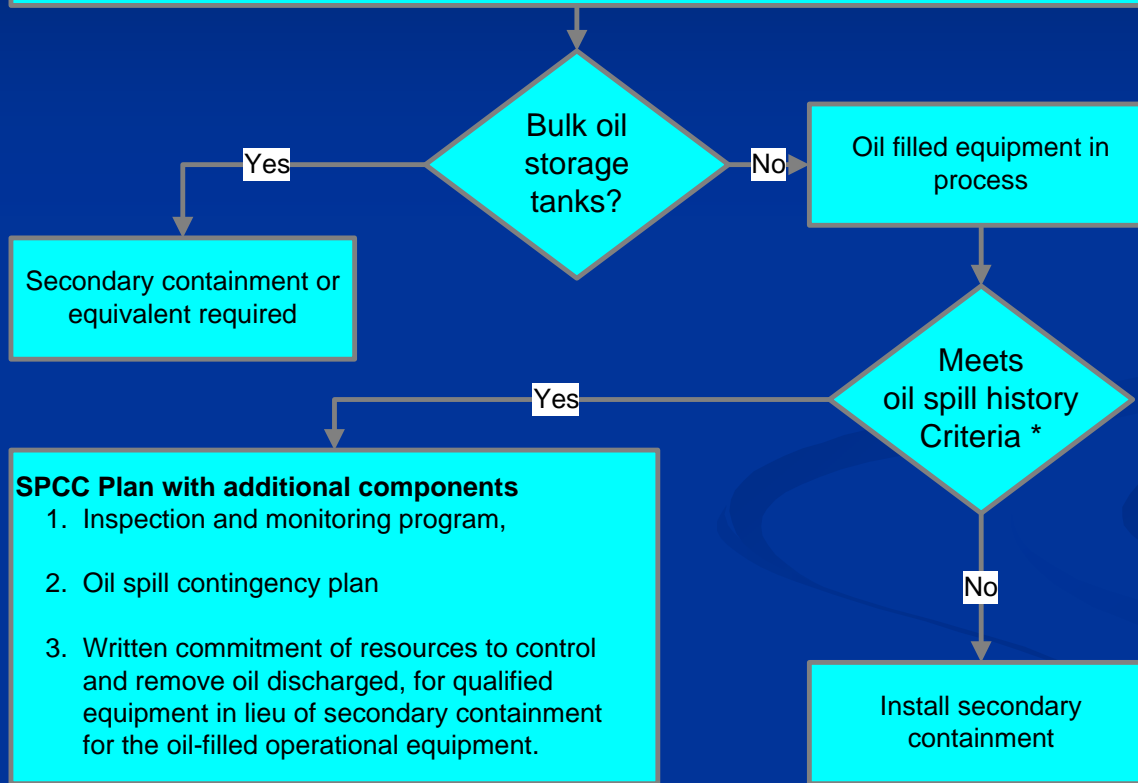 Bulk oil
storage
tanks?
Yes
No
Oil filled equipment in
process
Secondary containment or
equivalent required
Meets
oil spill history
Criteria *
Yes
SPCC Plan with additional components
1. Inspection and monitoring program,
2. Oil spill contingency plan
3. Written commitment of resources to control
and remove oil discharged, for qualified
equipment in lieu of secondary containment
for the oil-filled operational equipment.
No
Install secondary
containment